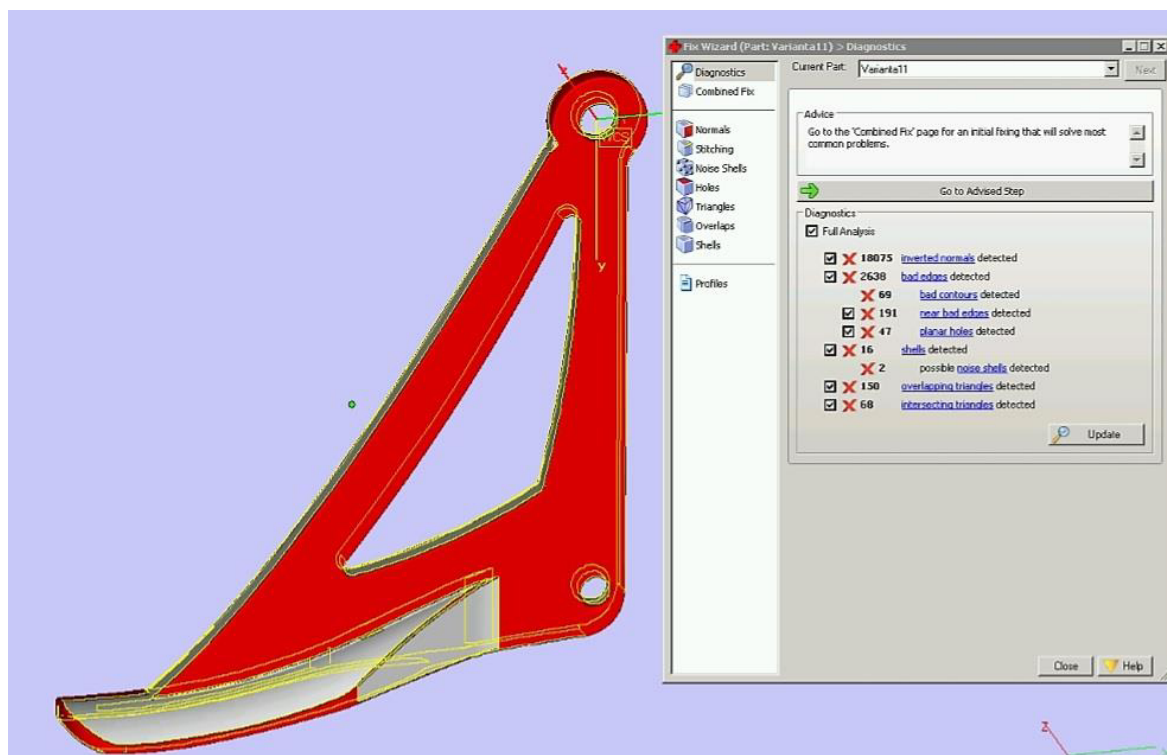 Fix Wizard (Part: Varianta11) > Diagnostics
Diagnostics
Combined Fix
Normals
Stitching
Noise Shells
Holes
Triangles
Overlaps
Shells
Profiles
Current Part: Varianta11 Next
Advice
Go to the 'Combined Fix' page for an initial fixing that will solve most
common problems.
Go to Advised Step
Diagnostics
Full Analysis
18075 inverted normals detected
2638 bad edges detected
69 bad contours detected
191 near bad edges detected
47 planar holes detected
16 shells detected
2 possible noise shells detected
150 overlapping triangles detected
68 intersecting triangles detected
Update
Close Help
WCS
y
z